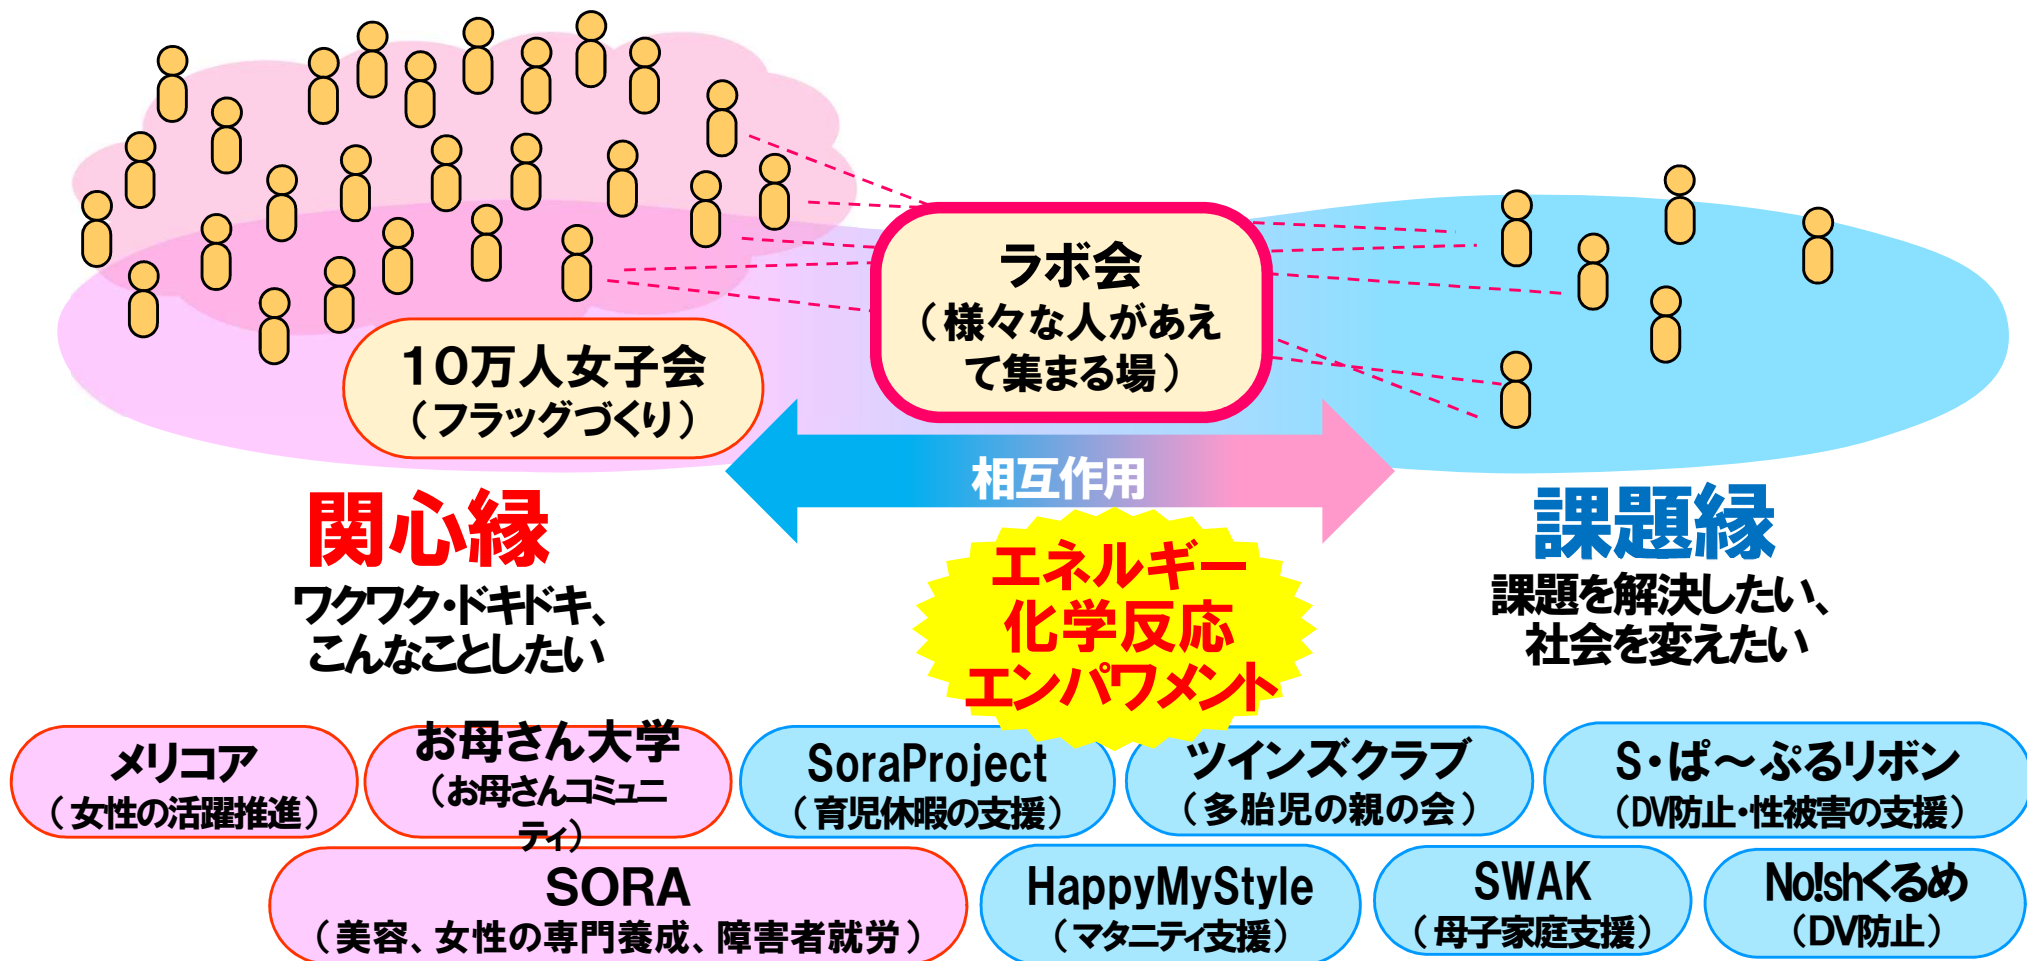 ラボ会
（様々な人があえ
て集まる場）
10万人女子会
（フラッグづくり）
相互作用
関心縁
ワクワク・ドキドキ、
こんなことしたい
エネルギー
化学反応
エンパワメント
課題縁
課題を解決したい、
社会を変えたい
メリコア
（女性の活躍推進）
お母さん大学
（お母さんコミュニ
ティ）
SoraProject
（育児休暇の支援）
ツインズクラブ
（多胎児の親の会）
S・ぱ～ぷるリボン
（DV防止・性被害の支援）
SORA
（美容、女性の専門養成、障害者就労）
HappyMyStyle
（マタニティ支援）
SWAK
（母子家庭支援）
No!shくるめ
（DV防止）